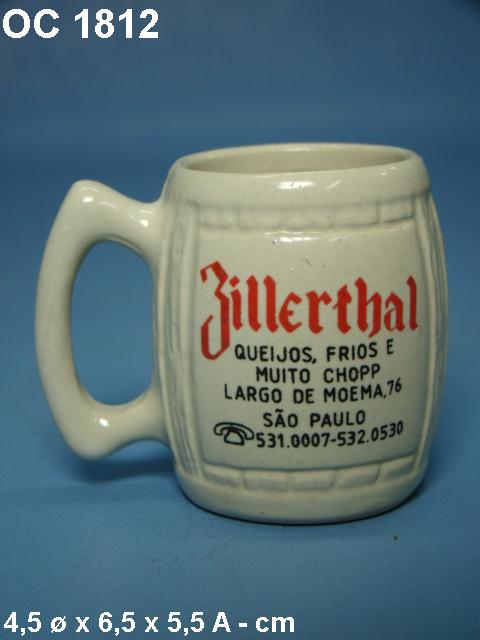 OC 1812
Zillerthal
QUEIJOS, FRIOS E
MUITO CHOPP
LARGO DE MOEMA,76
SÃO PAULO
☎531.0007-532.0530
4,5 ø x 6,5 x 5,5 A - cm